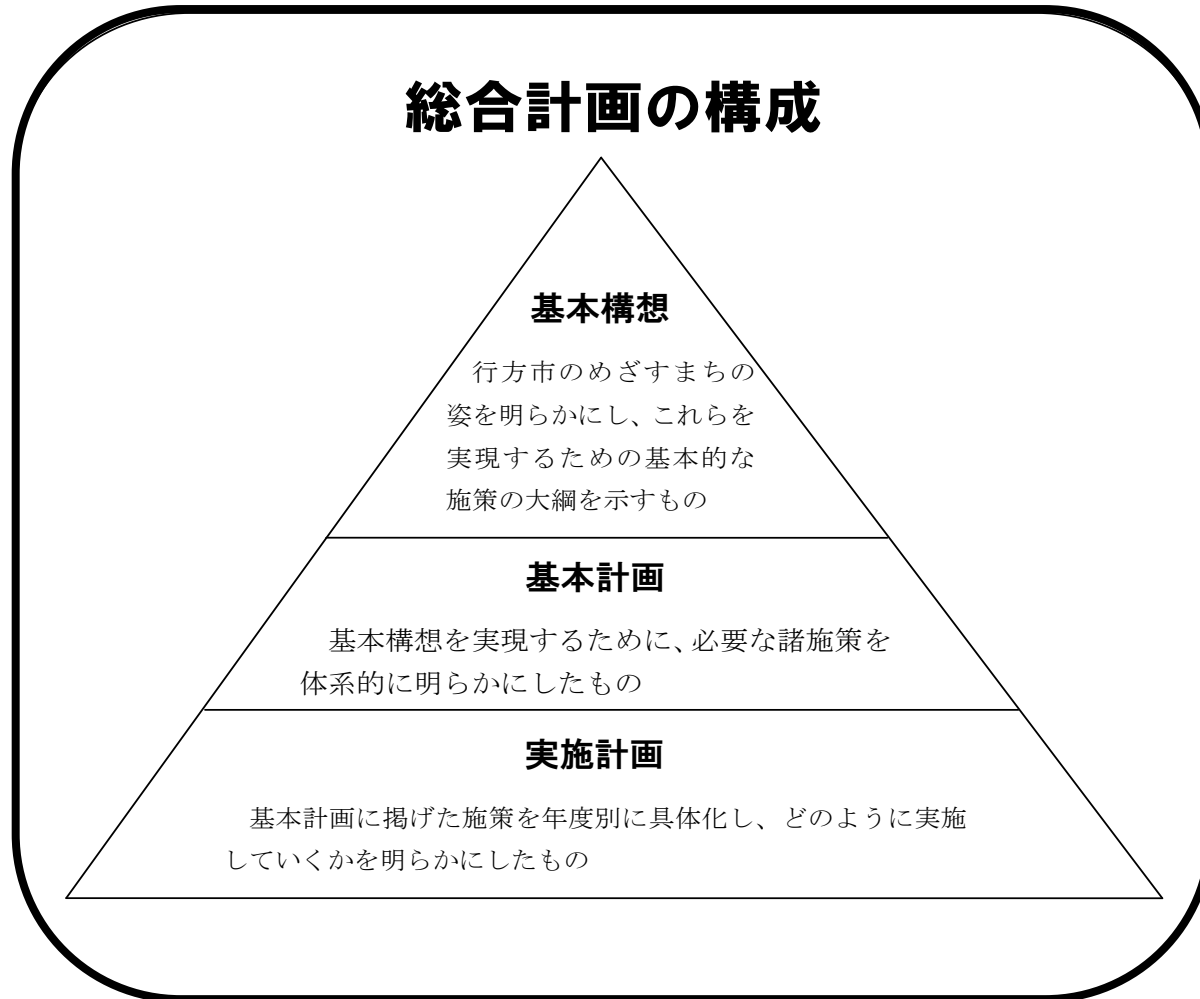 総合計画の構成
基本構想
行方市のめざすまちの
姿を明らかにし、これらを
実現するための基本的な
施策の大綱を示すもの
基本計画
基本構想を実現するために、必要な諸施策を
体系的に明らかにしたもの
実施計画
基本計画に掲げた施策を年度別に具体化し、どのように実施
していくかを明らかにしたもの